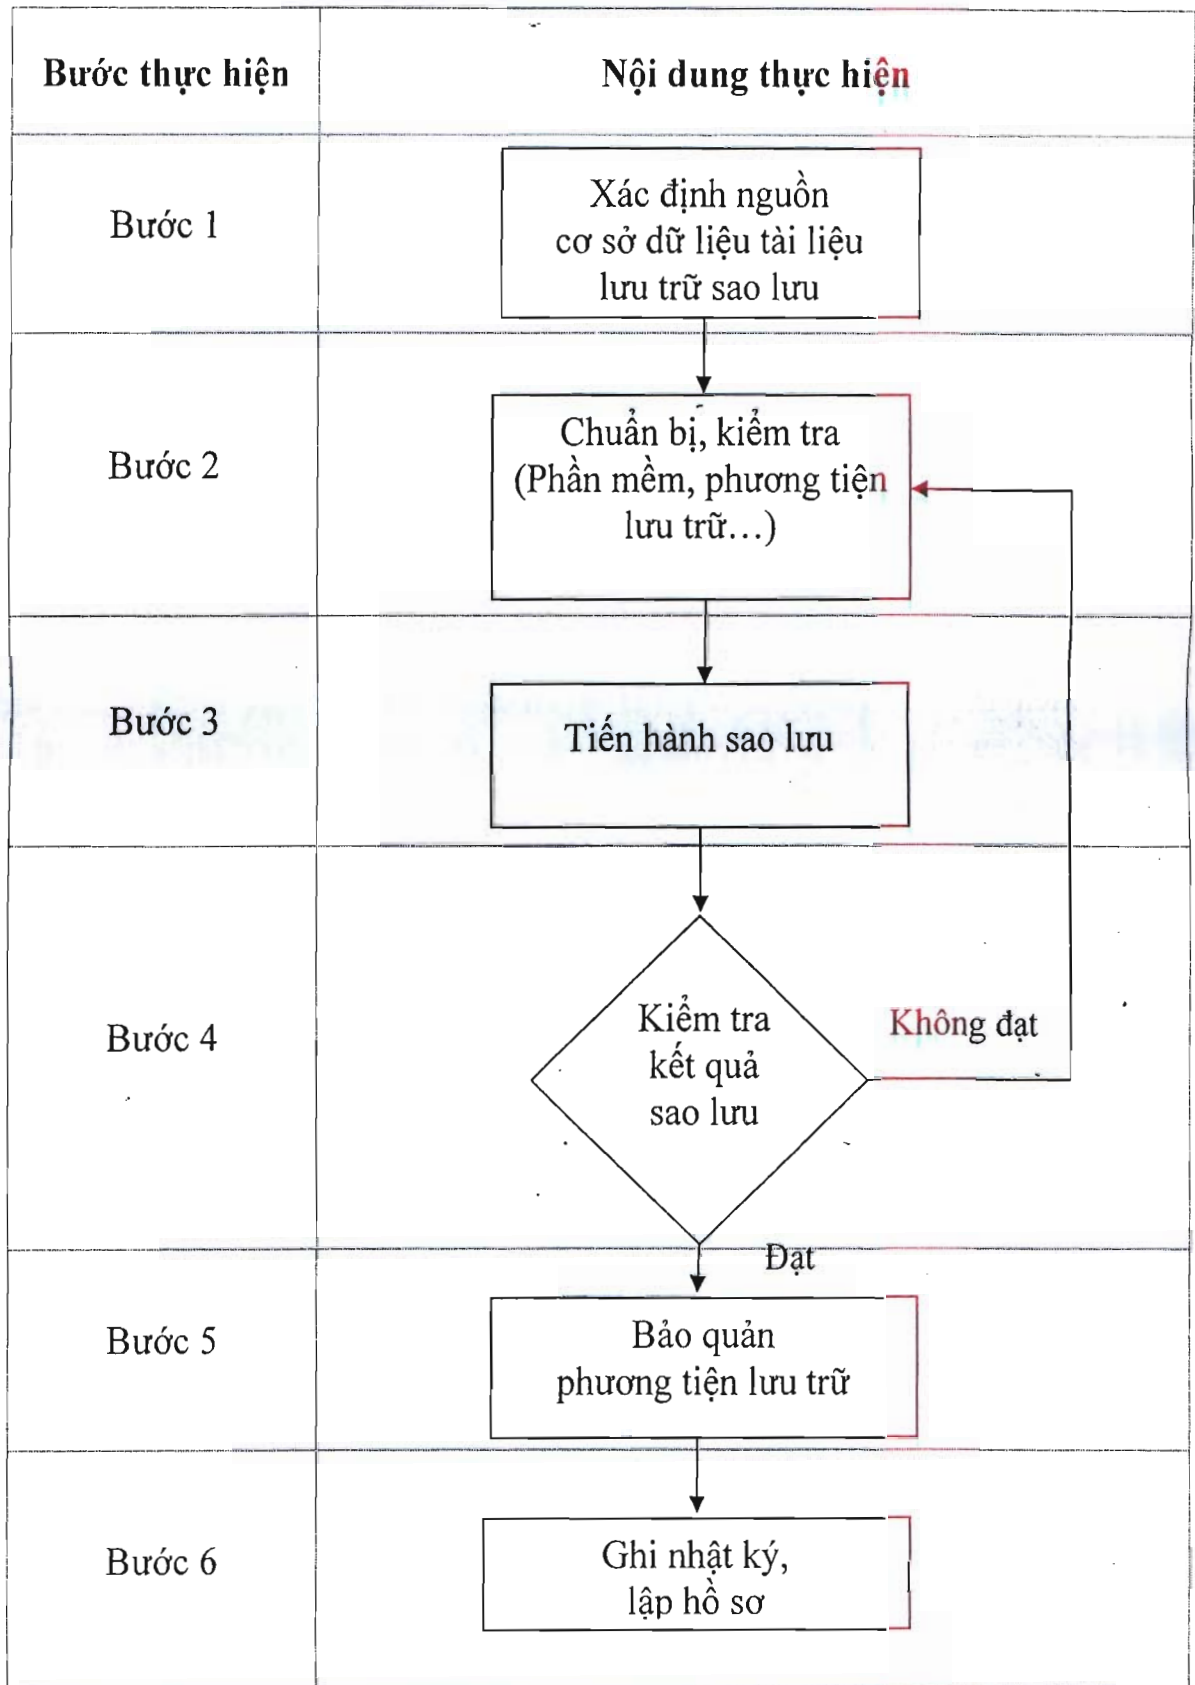 Bước thực hiện
Nội dung thực hiện
Bước 1
Xác định nguồn
cơ sở dữ liệu tài liệu
lưu trữ sao lưu
Bước 2
Chuẩn bị, kiểm tra
(Phần mềm, phương tiện
lưu trữ…)
Bước 3
Tiến hành sao lưu
Bước 4
Kiểm tra
kết quả
sao lưu
Không đạt
Đạt
Bước 5
Bảo quản
phương tiện lưu trữ
Bước 6
Ghi nhật ký,
lập hồ sơ